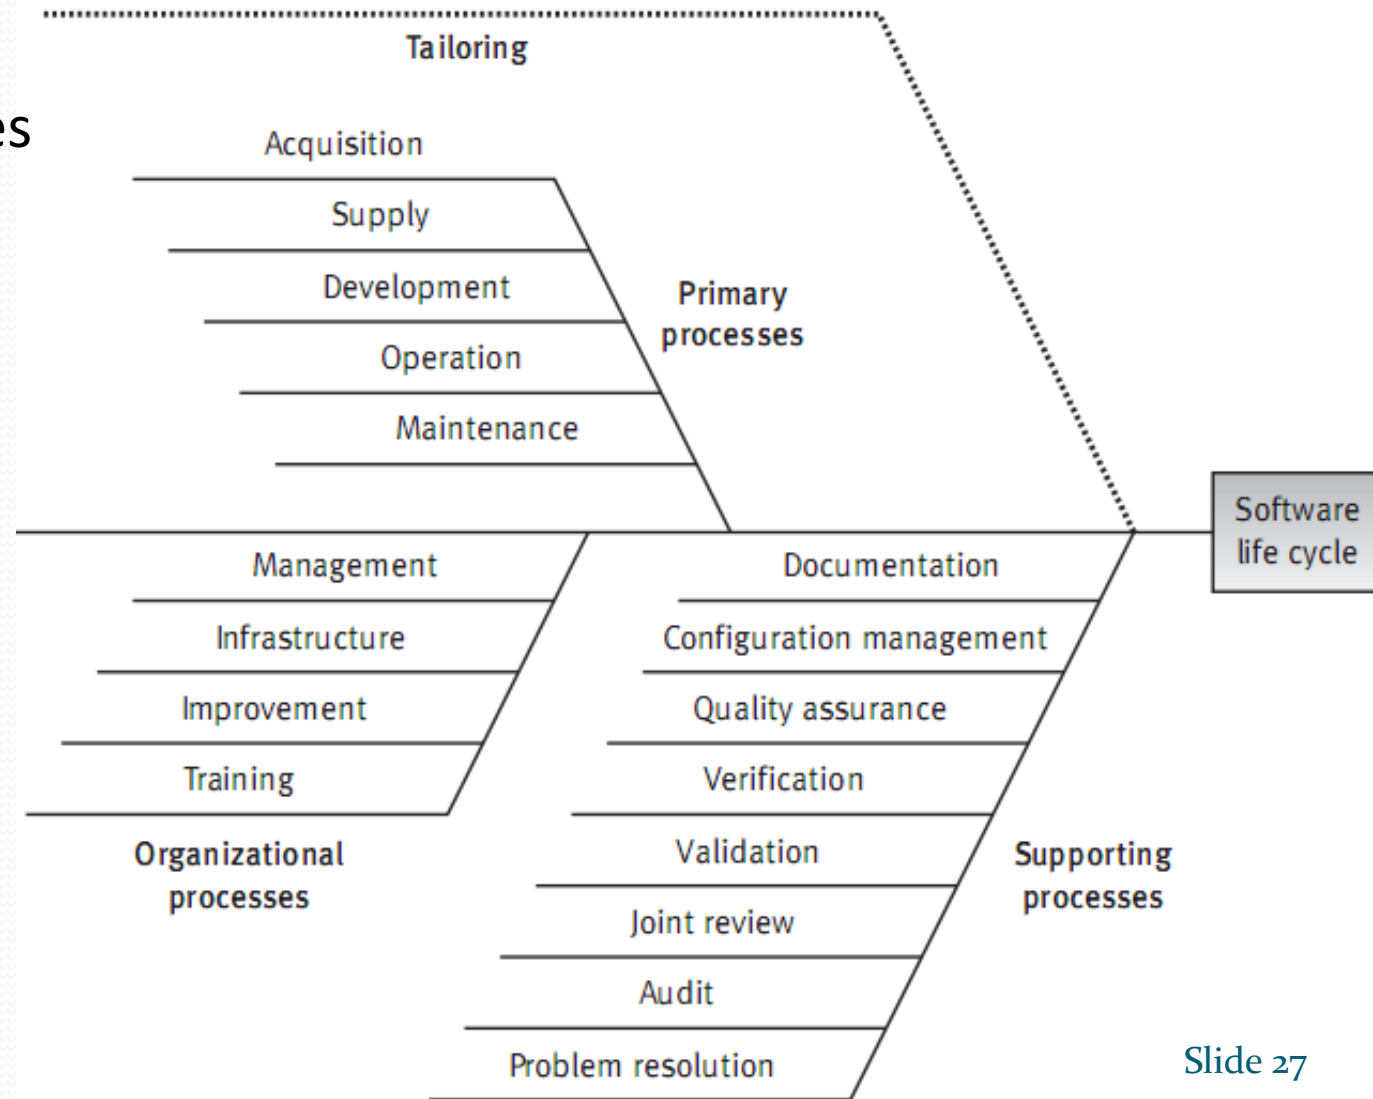 Tailoring
es
Acquisition
Supply
Development
Operation
Maintenance
Primary
processes
Software
life cycle
Management
Infrastructure
Improvement
Training
Organizational
processes
Documentation
Configuration management
Quality assurance
Verification
Validation
Joint review
Audit
Problem resolution
Supporting
processes
Slide 27